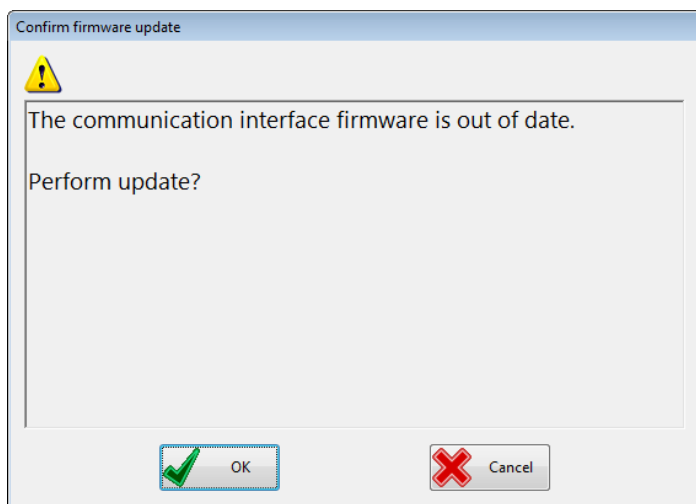 Confirm firmware update
The communication interface firmware is out of date.
Perform update?
OK
Cancel